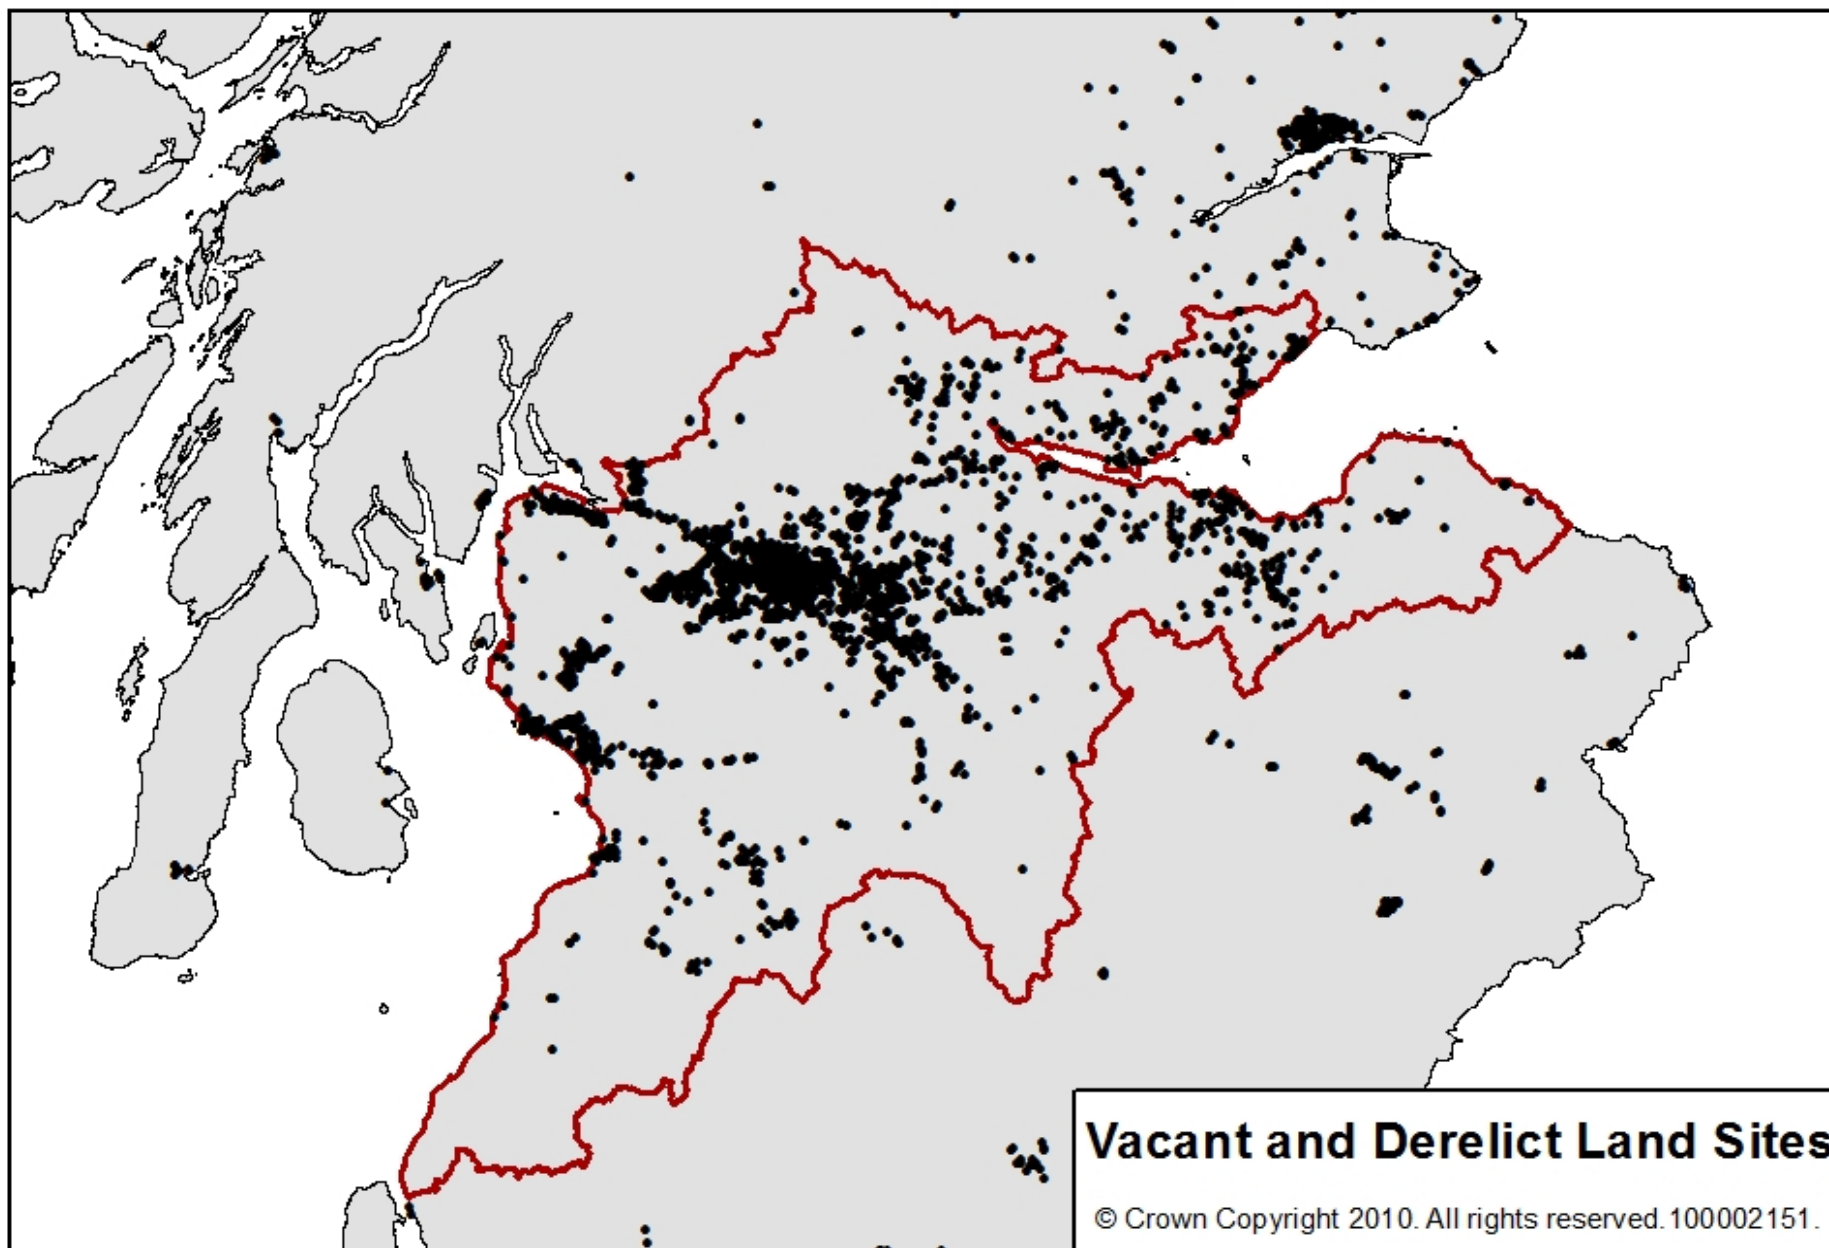 Vacant and Derelict Land Sites
© Crown Copyright 2010. All rights reserved.100002151.